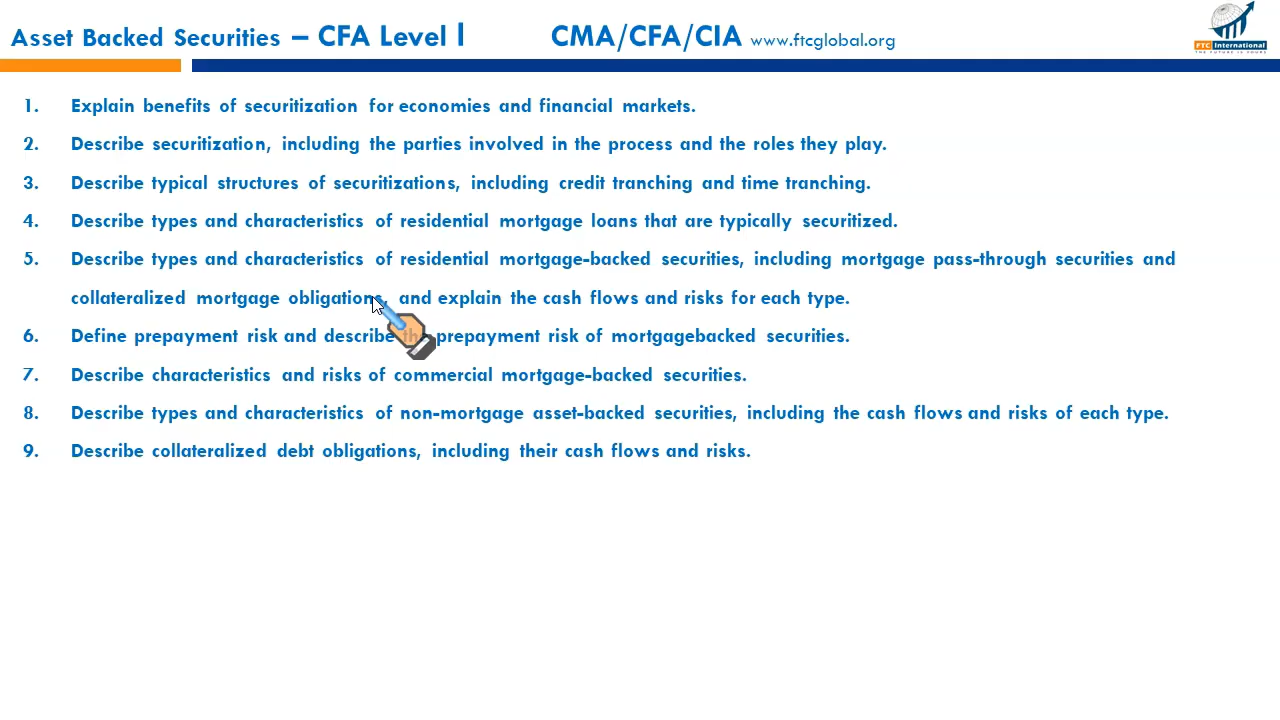 Asset Backed Securities – CFA Level I CMA/CFA/CIA www.ftcglobal.org
FTC International
THE FUTURE IS YOURS
1. Explain benefits of securitization for economies and financial markets.
2. Describe securitization, including the parties involved in the process and the roles they play.
3. Describe typical structures of securitizations, including credit tranching and time tranching.
4. Describe types and characteristics of residential mortgage loans that are typically securitized.
5. Describe types and characteristics of residential mortgage-backed securities, including mortgage pass-through securities and
collateralized mortgage obligations, and explain the cash flows and risks for each type.
6. Define prepayment risk and describe the prepayment risk of mortgagebacked securities.
7. Describe characteristics and risks of commercial mortgage-backed securities.
8. Describe types and characteristics of non-mortgage asset-backed securities, including the cash flows and risks of each type.
9. Describe collateralized debt obligations, including their cash flows and risks.